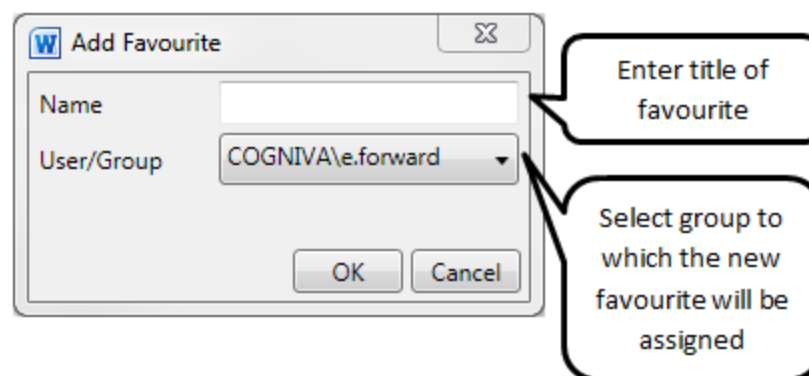 Add Favourite
Name
User/Group
COGNIVA\e.forward
OK
Cancel
Enter title of
favourite
Select group to
which the new
favourite will be
assigned